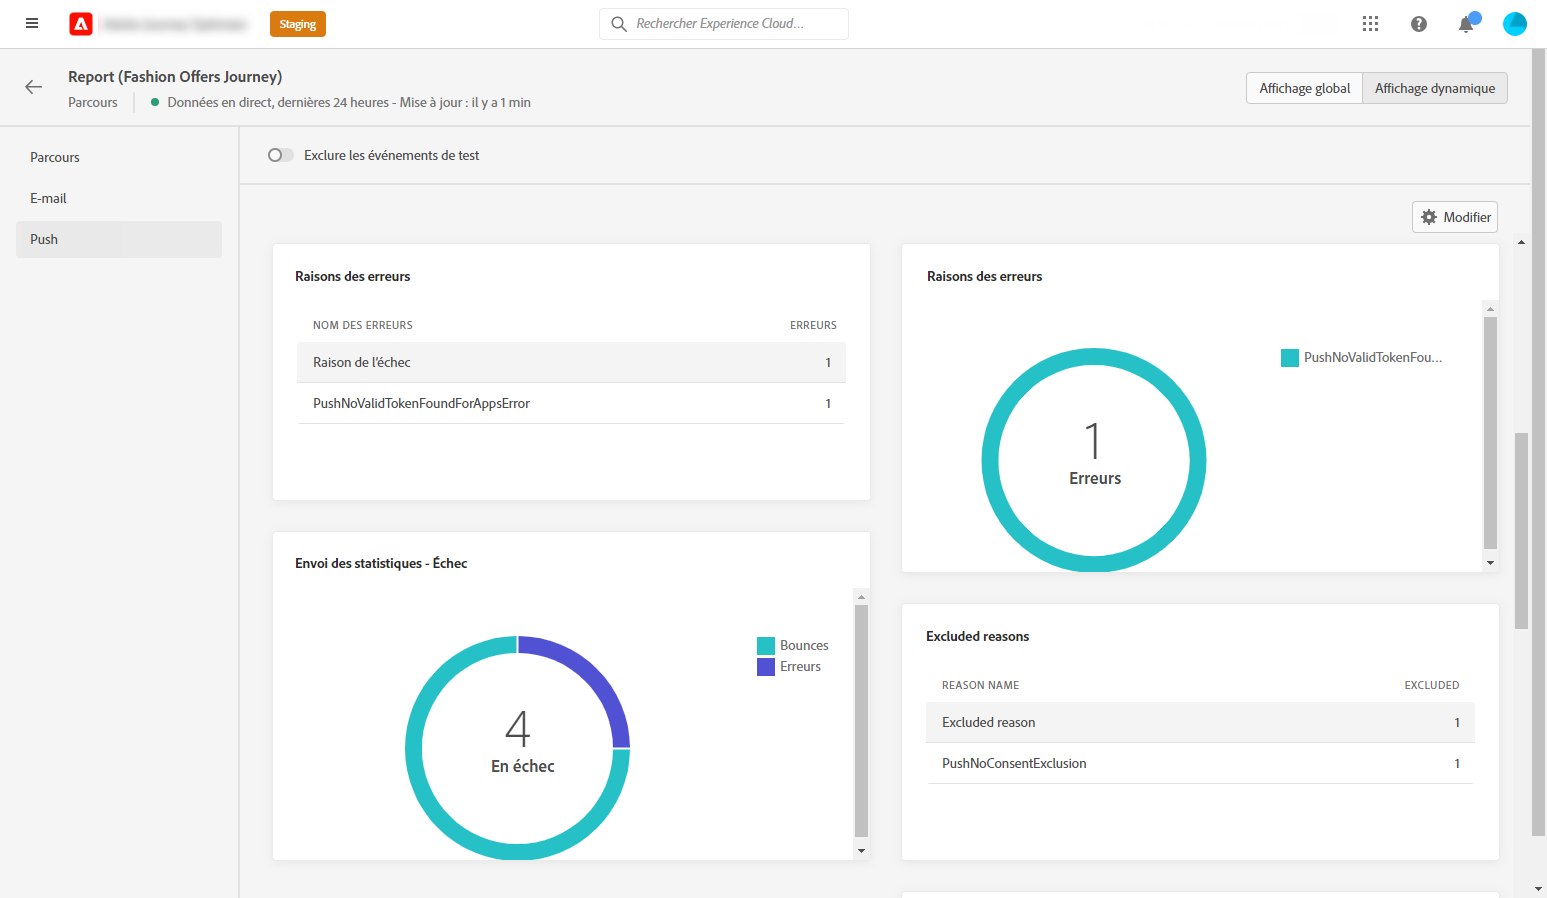 Staging
Rechercher Experience Cloud...
Report (Fashion Offers Journey)
Parcours
Données en direct, dernières 24 heures - Mise à jour : il y a 1 min
Affichage global
Affichage dynamique
Parcours
E-mail
Push
Exclure les événements de test
Modifier
Raisons des erreurs
NOM DES ERREURS
ERREURS
Raison de l'échec
1
PushNoValidTokenFoundForAppsError
1
Raisons des erreurs
PushNoValidTokenFou...
1
Erreurs
Envoi des statistiques - Échec
Bounces
Erreurs
4
En échec
Excluded reasons
REASON NAME
EXCLUDED
Excluded reason
1
PushNoConsentExclusion
1